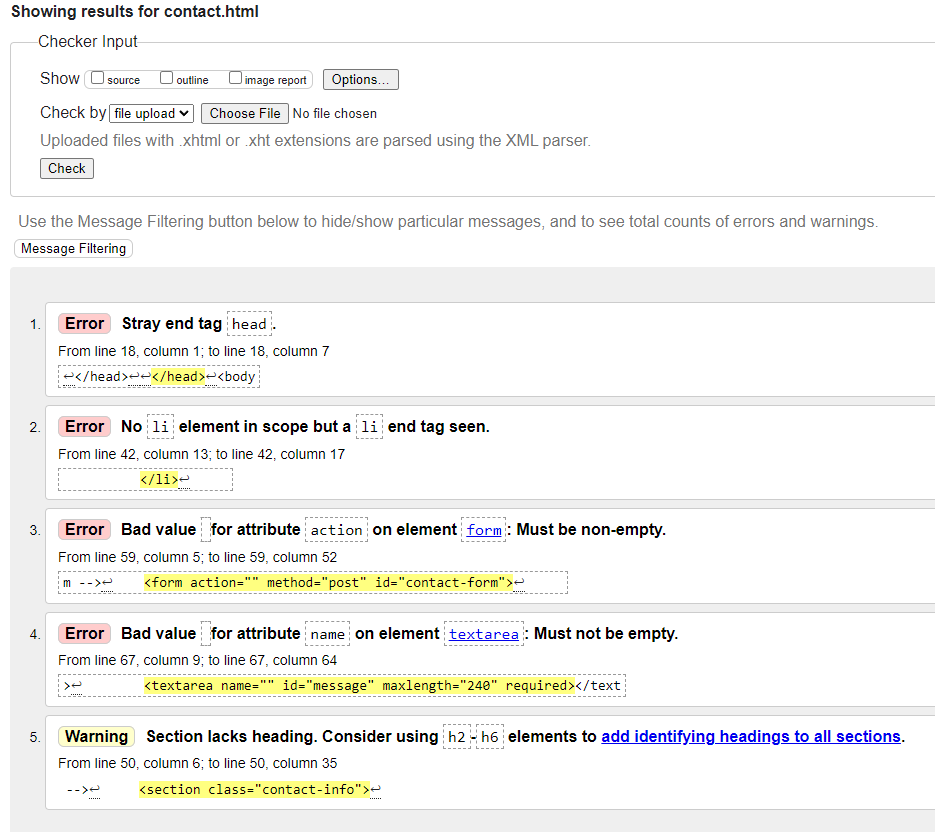 Showing results for contact.html
Checker Input
Show source outline image report Options...
Check by file upload Choose File No file chosen
Uploaded files with .xhtml or .xht extensions are parsed using the XML parser.
Check
Use the Message Filtering button below to hide/show particular messages, and to see total counts of errors and warnings.
Message Filtering
1. Error Stray end tag head.
From line 18, column 1; to line 18, column 7
↩</head>↩↩</head>↩<body
2. Error No li element in scope but a li end tag seen.
From line 42, column 13; to line 42, column 17
</li>↩
3. Error Bad value for attribute action on element form: Must be non-empty.
From line 59, column 5; to line 59, column 52
m -->↩ <form action="" method="post" id="contact-form">↩
4. Error Bad value for attribute name on element textarea: Must not be empty.
From line 67, column 9; to line 67, column 64
>↩ <textarea name="" id="message" maxlength="240" required></text
5. Warning Section lacks heading. Consider using h2-h6 elements to add identifying headings to all sections.
From line 50, column 6; to line 50, column 35
-->↩ <section class="contact-info">↩